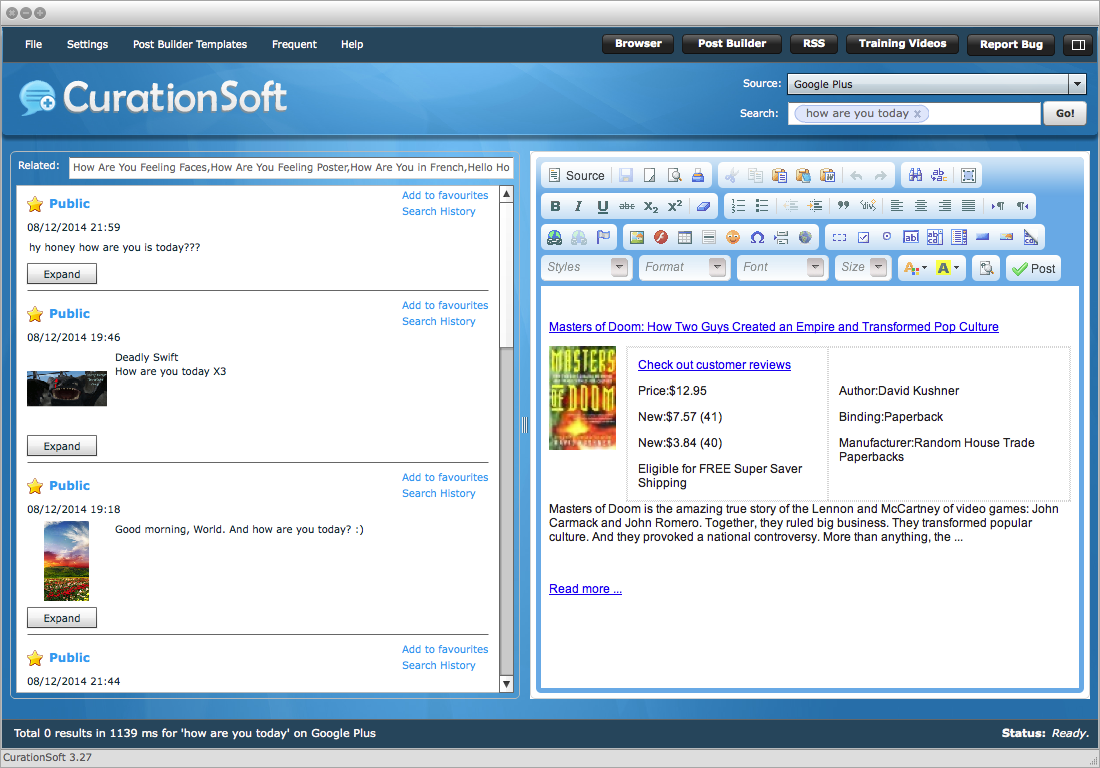 File Settings Post Builder Templates Frequent Help Browser Post Builder RSS Training Videos Report Bug
CurationSoft
Source: Google Plus
Search: how are you today x Go!
Related: How Are You Feeling Faces,How Are You Feeling Poster,How Are You in French,Hello Ho
Public
Add to favourites
Search History
08/12/2014 21:59
hy honey how are you is today???
Expand
Public
Add to favourites
Search History
08/12/2014 19:46
Deadly Swift
How are you today X3
Expand
Public
Add to favourites
Search History
08/12/2014 19:18
Good morning, World. And how are you today? :)
Expand
Public
Add to favourites
Search History
08/12/2014 21:44
Source
B I U abc X2 X2
Styles Format Font Size A A Post
Masters of Doom: How Two Guys Created an Empire and Transformed Pop Culture
MASTERS
OF DOOM
Check out customer reviews
Price:$12.95
New:$7.57 (41)
New:$3.84 (40)
Eligible for FREE Super Saver
Shipping
Author:David Kushner
Binding:Paperback
Manufacturer:Random House Trade
Paperbacks
Masters of Doom is the amazing true story of the Lennon and McCartney of video games: John
Carmack and John Romero. Together, they ruled big business. They transformed popular
culture. And they provoked a national controversy. More than anything, the ...
Read more ...
Total 0 results in 1139 ms for 'how are you today' on Google Plus
Status: Ready.
CurationSoft 3.27